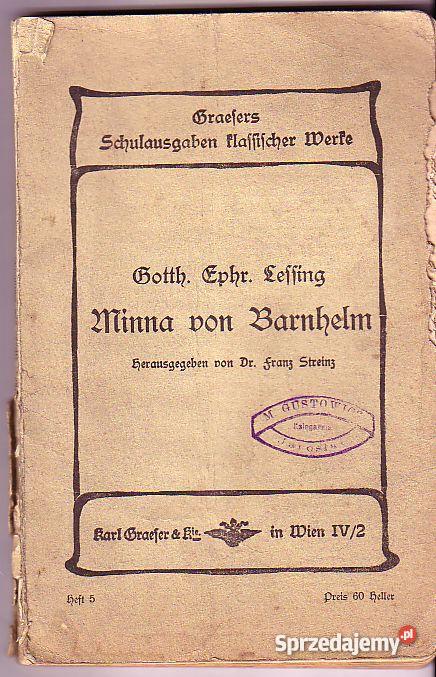 Graesers
Schulausgaben klassischer Werke
Gotth. Ephr. Lessing
Minna von Barnhelm
Herausgegeben von Dr. Franz Streinz
M. GUSTOWICZ
Księgarnia
Karl Graeser & Kie. in Wien IV/2
Heft 5
Preis 60 Heller
Sprzedajemy.pl